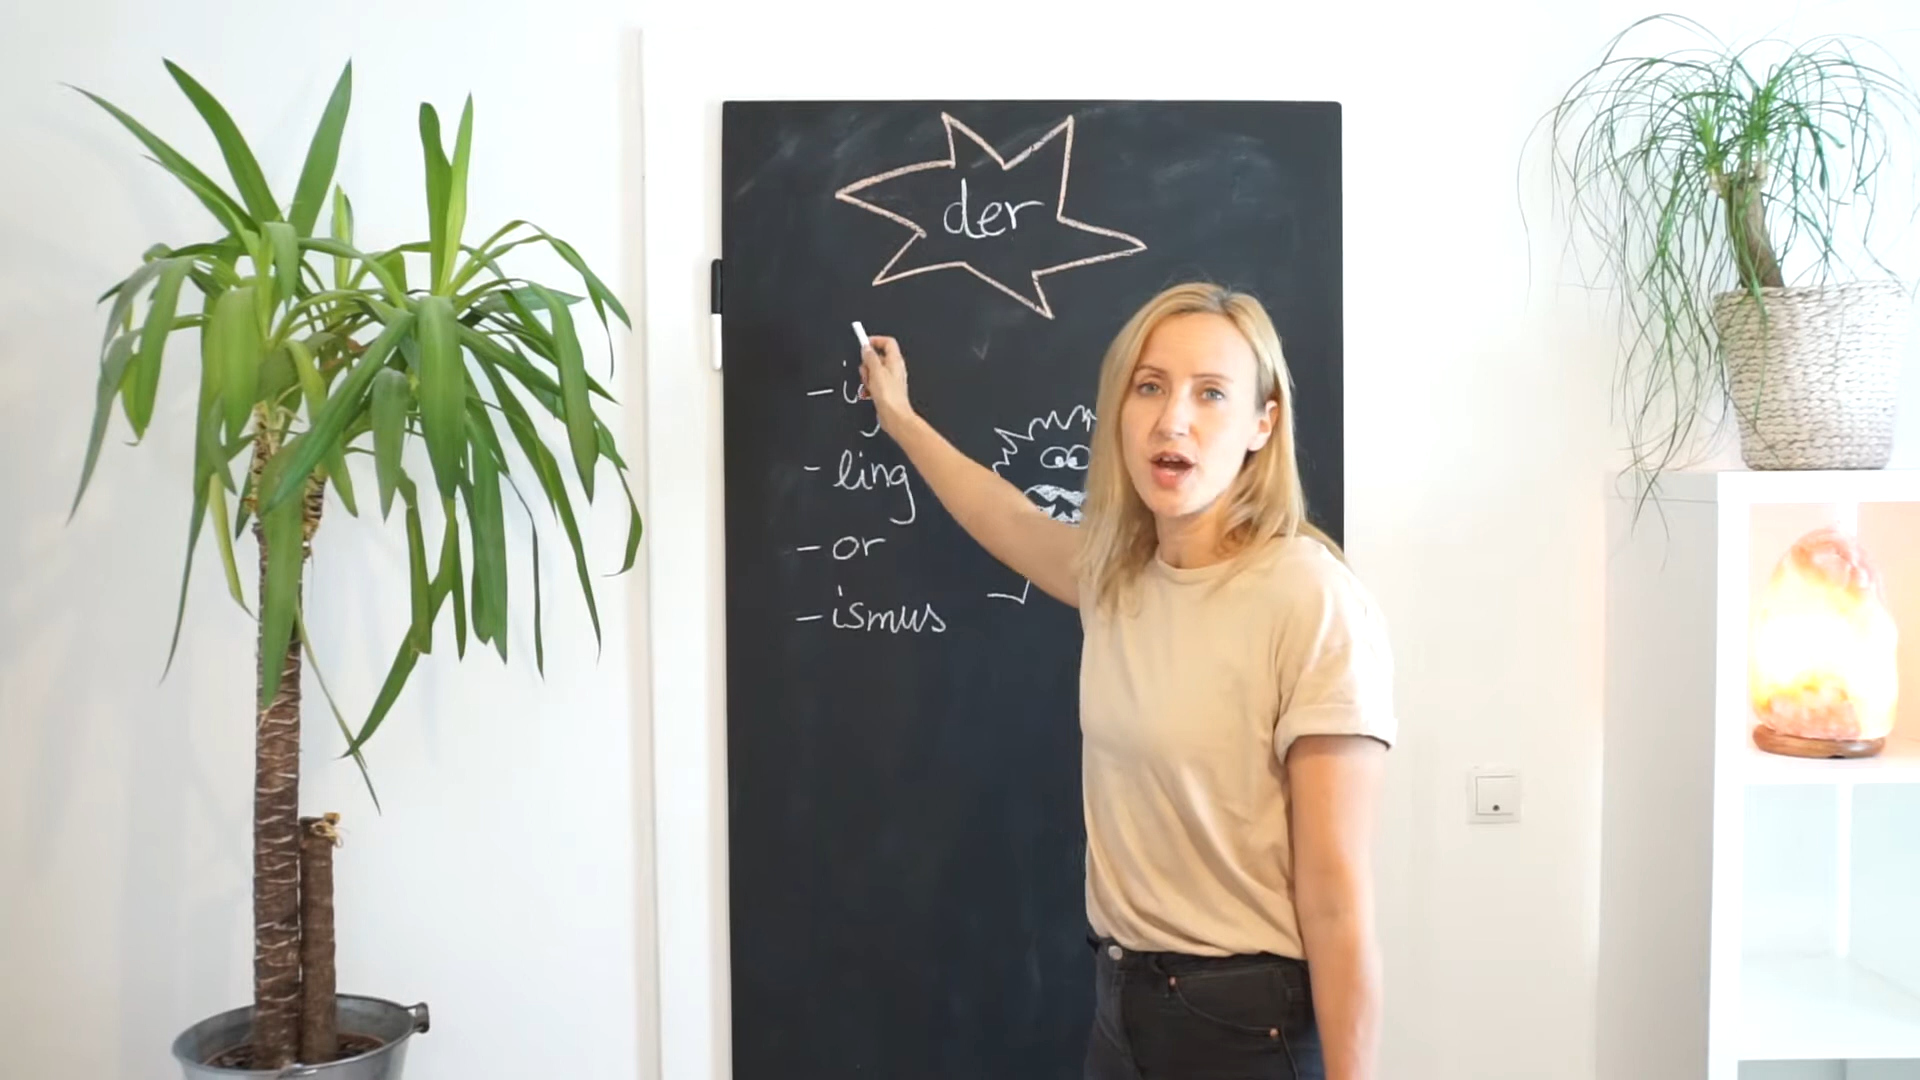 der
- ling
- or
- ismus